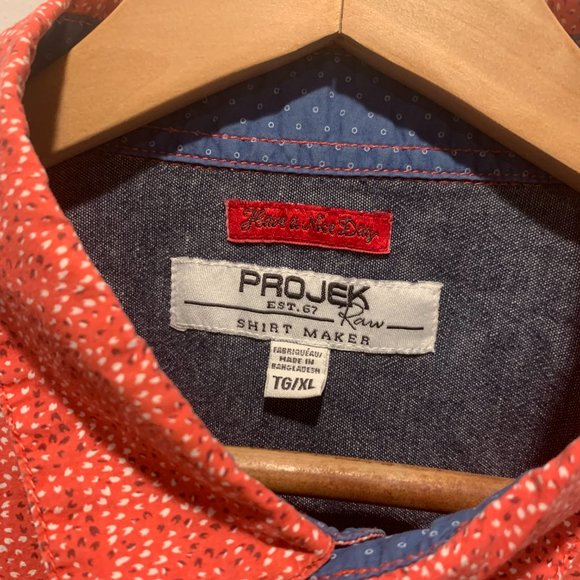 Have a Nice Day
PROJEK
EST. 67 Raw
SHIRT MAKER
FABRIQUÉ AU/
MADE IN
BANGLADESH
TG/XL